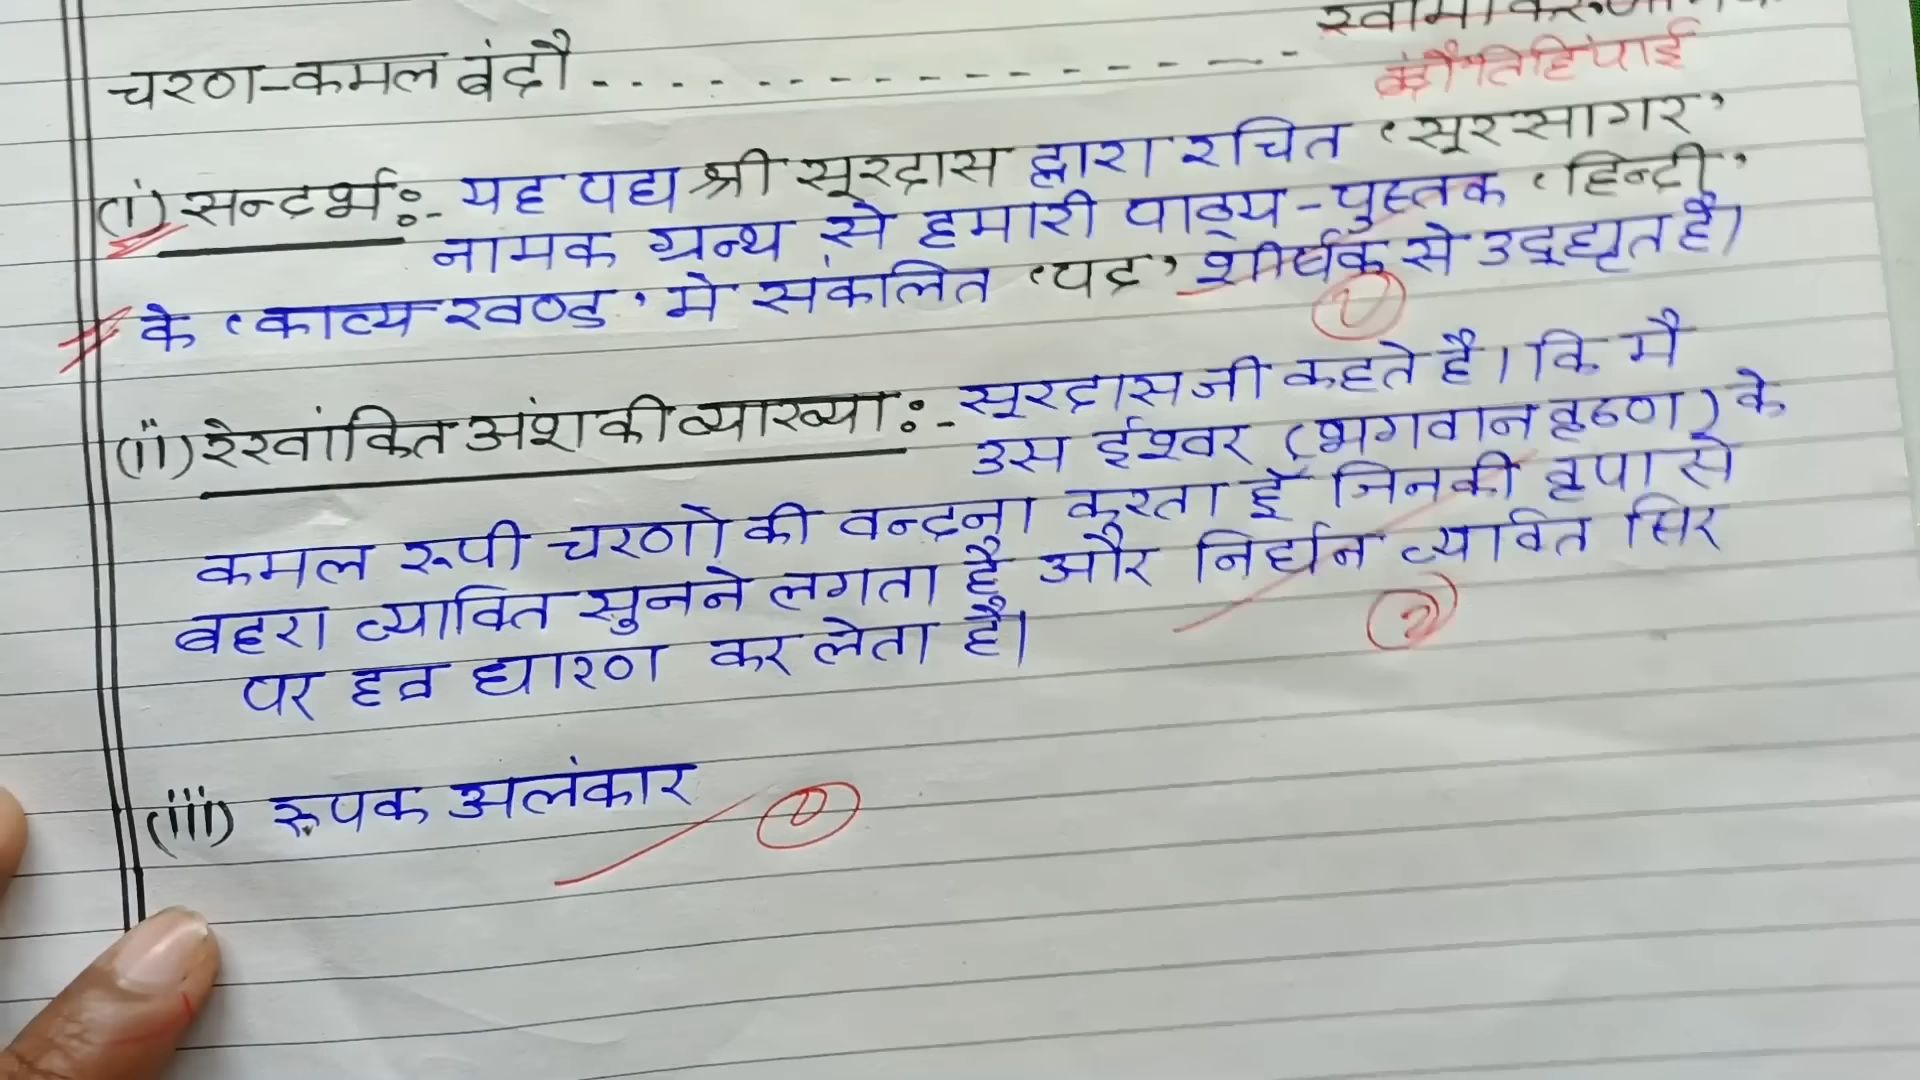 चरण-कमल बंदौ - - - - - - - - - - - - - - - - - -
बंदौ तिहि पाई
(i) सन्दर्भ:- यह पद्य श्री सूरदास द्वारा रचित 'सूरसागर'
नामक ग्रन्थ से हमारी पाठ्य-पुस्तक 'हिन्दी'
के 'काव्य खण्ड' मे संकलित 'पद' शीर्षक से उद्धृत है।
1
(ii) रेखांकित अंश की व्याख्या:- सूरदास जी कहते है। कि मै
उस ईश्वर (भगवान कृष्ण) के
कमल रूपी चरणो की वन्दना करता हूँ जिनकी कृपा से
बहरा व्यक्ति सुनने लगता है और निर्धन व्यक्ति सिर
पर छत्र धारण कर लेता है।
2
(iii) रूपक अलंकार